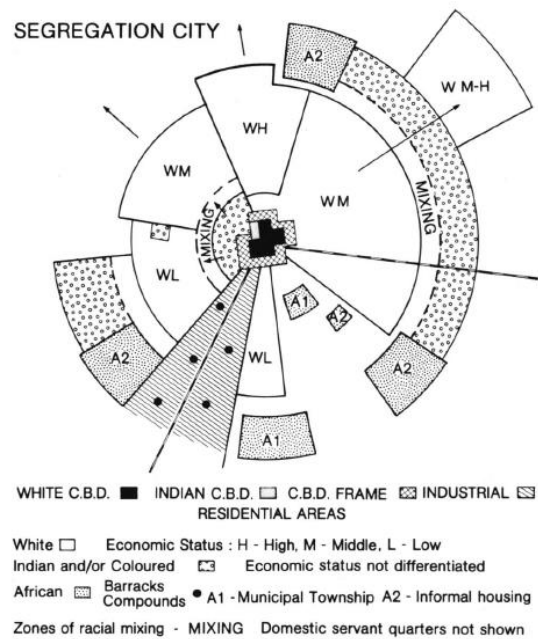 SEGREGATION CITY
A2
W M-H
WH
WM
WM
MIXING
MIXING
WL
A1
A2
WL
A2
A1
WHITE C.B.D. INDIAN C.B.D. C.B.D. FRAME INDUSTRIAL
RESIDENTIAL AREAS
White Economic Status : H - High, M - Middle, L - Low
Indian and/or Coloured Economic status not differentiated
African Barracks Compounds A1 - Municipal Township A2 - Informal housing
Zones of racial mixing - MIXING Domestic servant quarters not shown